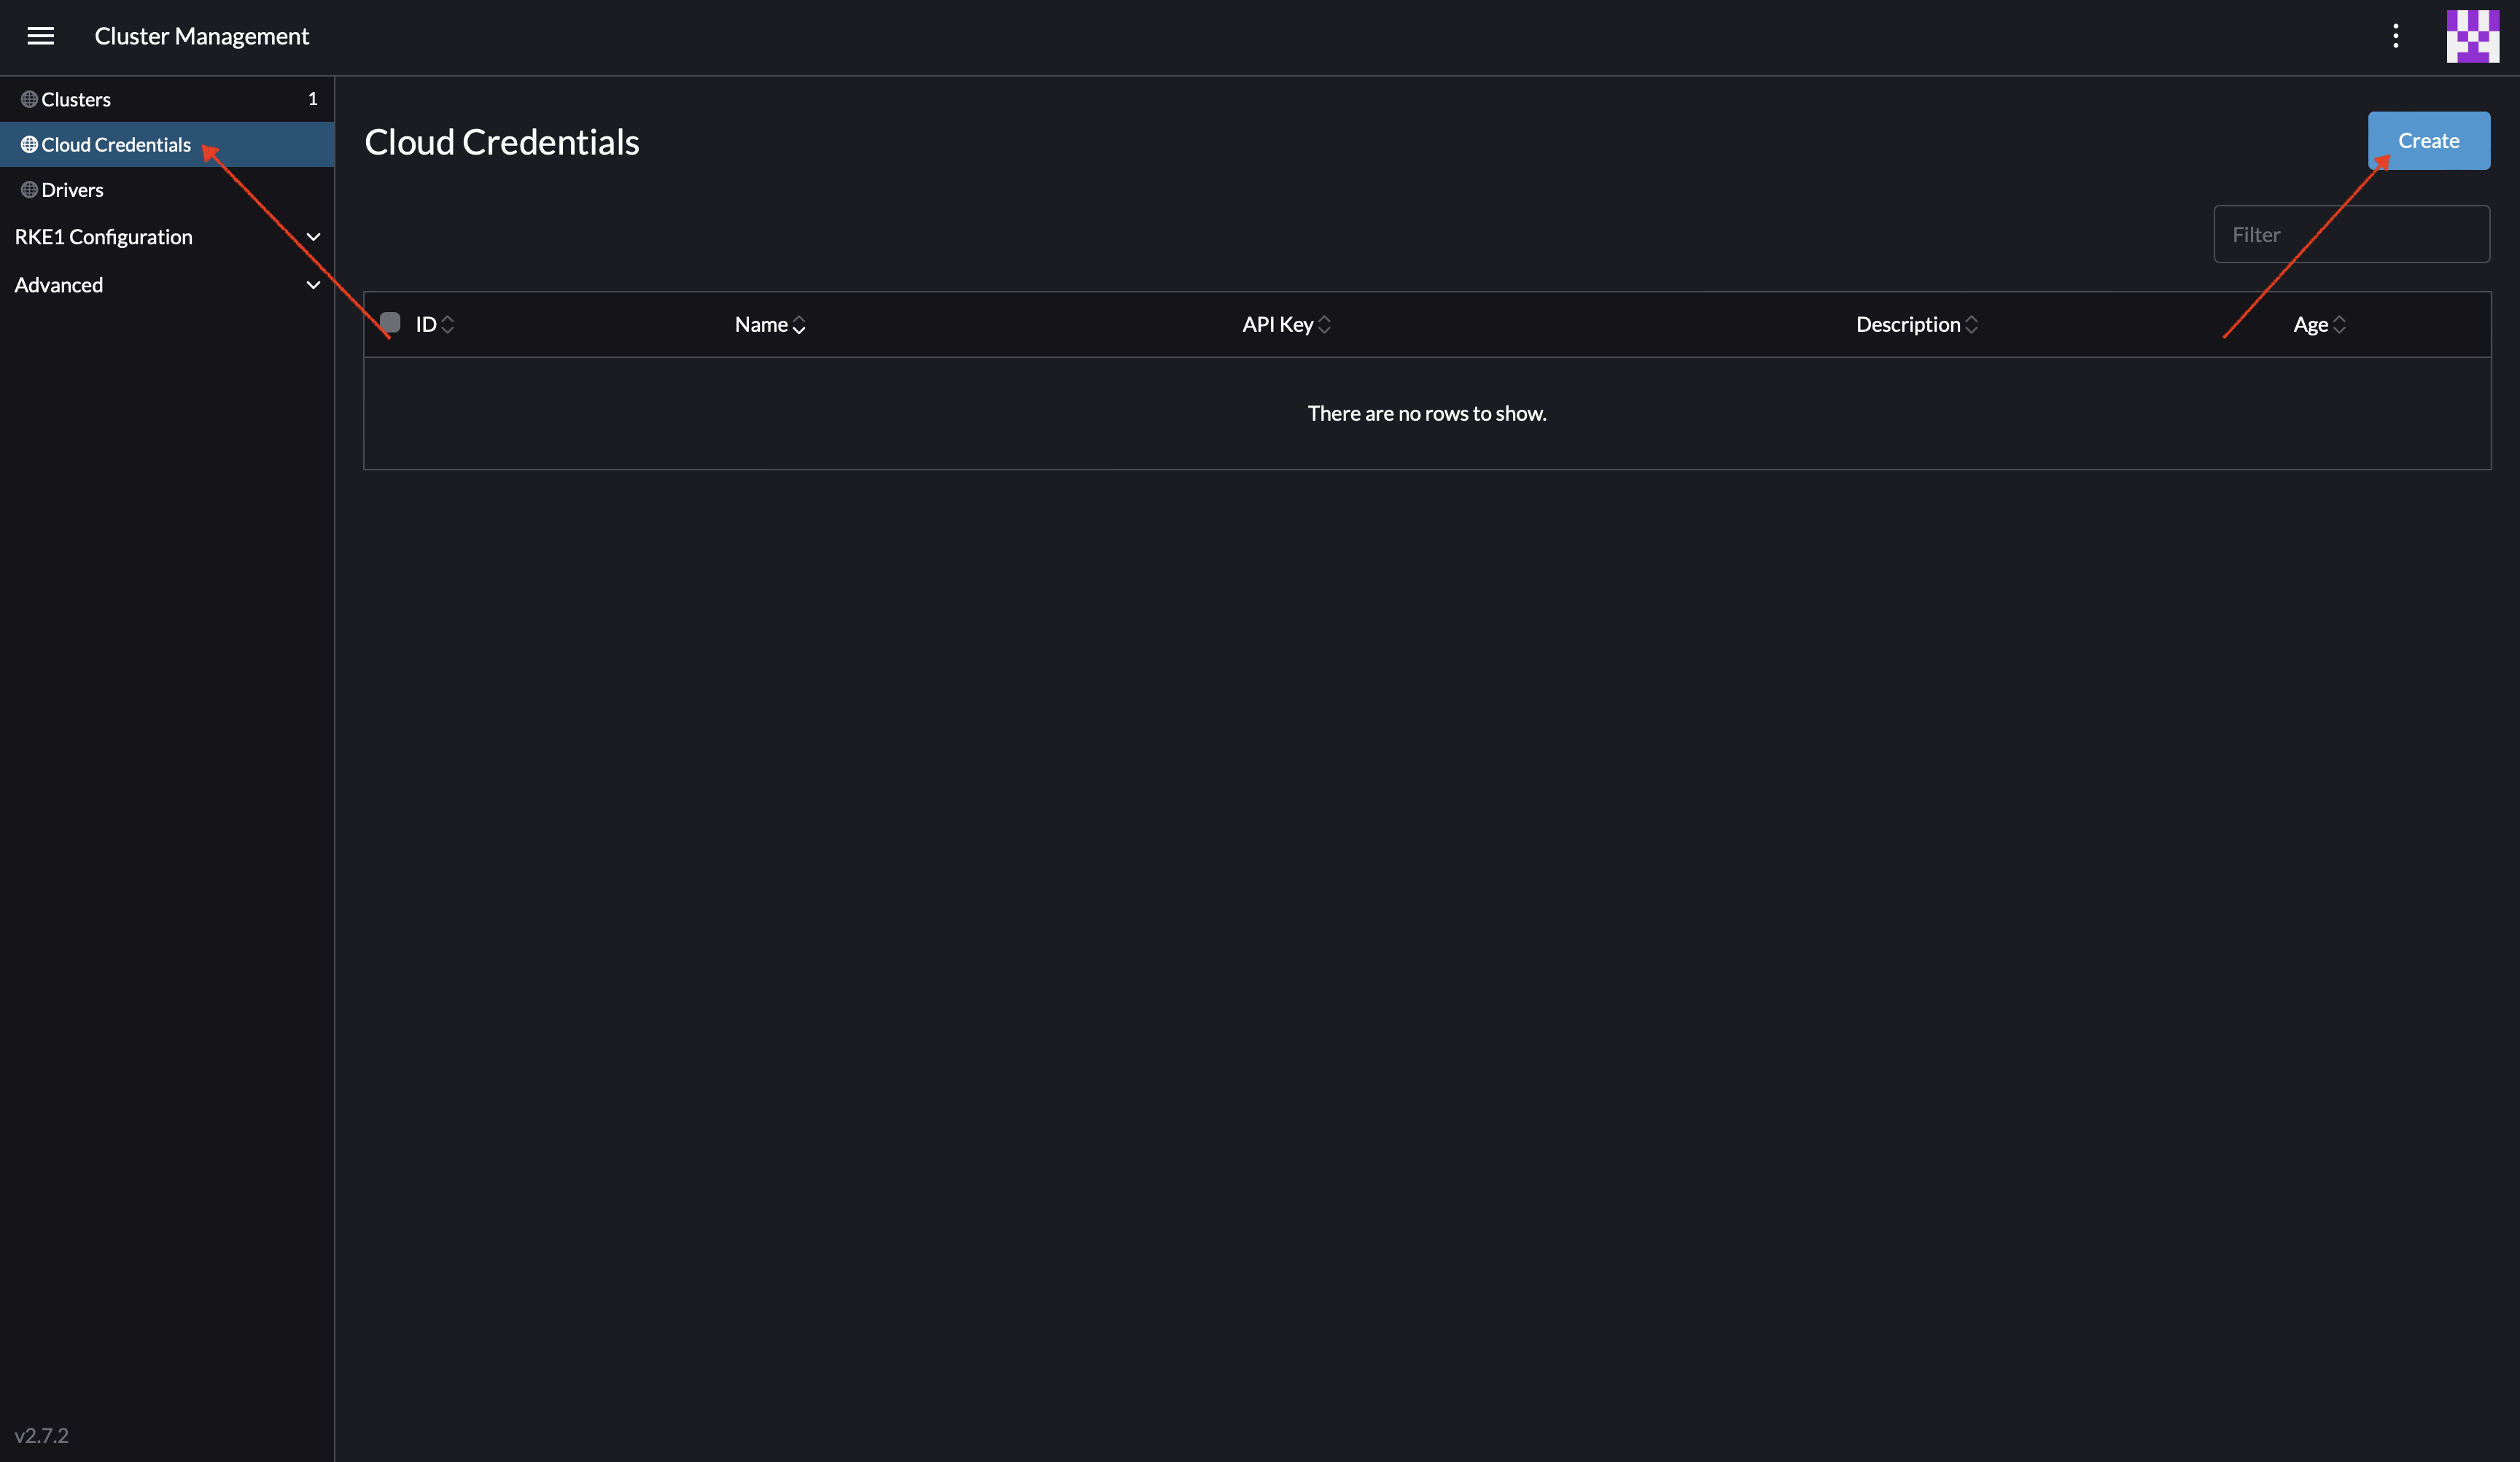 Cluster Management
Clusters 1
Cloud Credentials
Drivers
RKE1 Configuration
Advanced
Cloud Credentials
Create
Filter
ID Name API Key Description Age
There are no rows to show.
v2.7.2